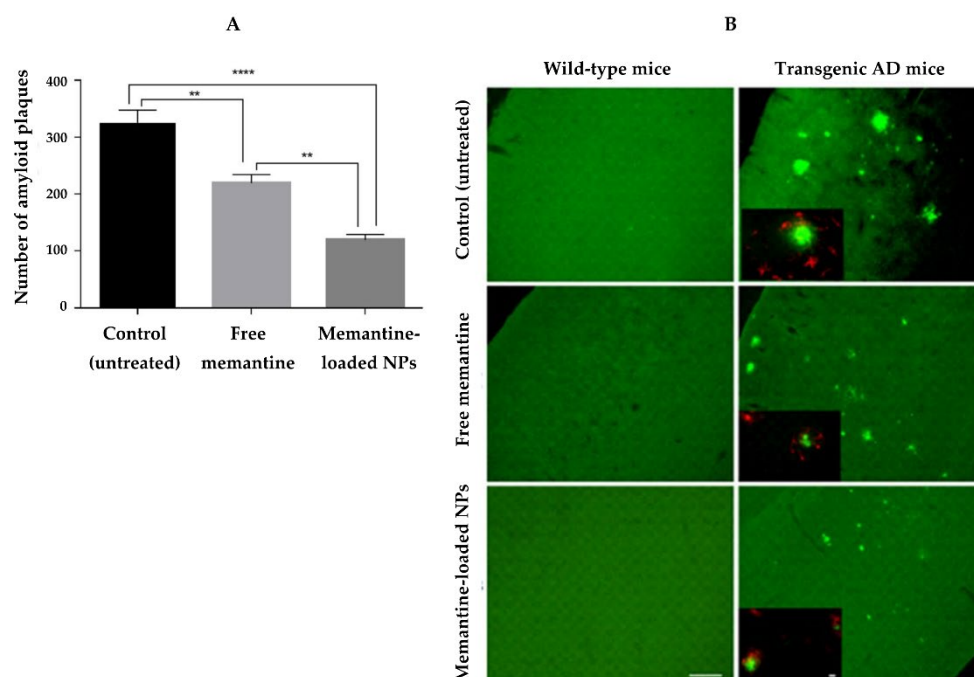 A
Number of amyloid plaques
400
300
200
100
0
****
**
**
Control
(untreated)
Free
memantine
Memantine-
loaded NPs
B
Wild-type mice
Transgenic AD mice
Control (untreated)
Free memantine
Memantine-loaded NPs